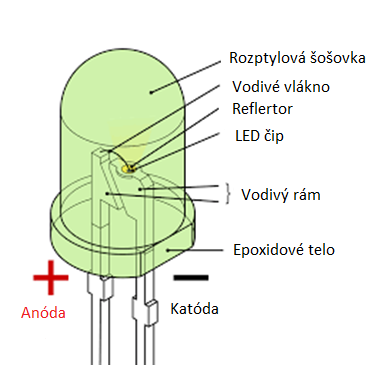 Rozptylová šošovka
Vodivé vlákno
Reflertor
LED čip
Vodivý rám
Epoxidové telo
+ −
Anóda
Katóda